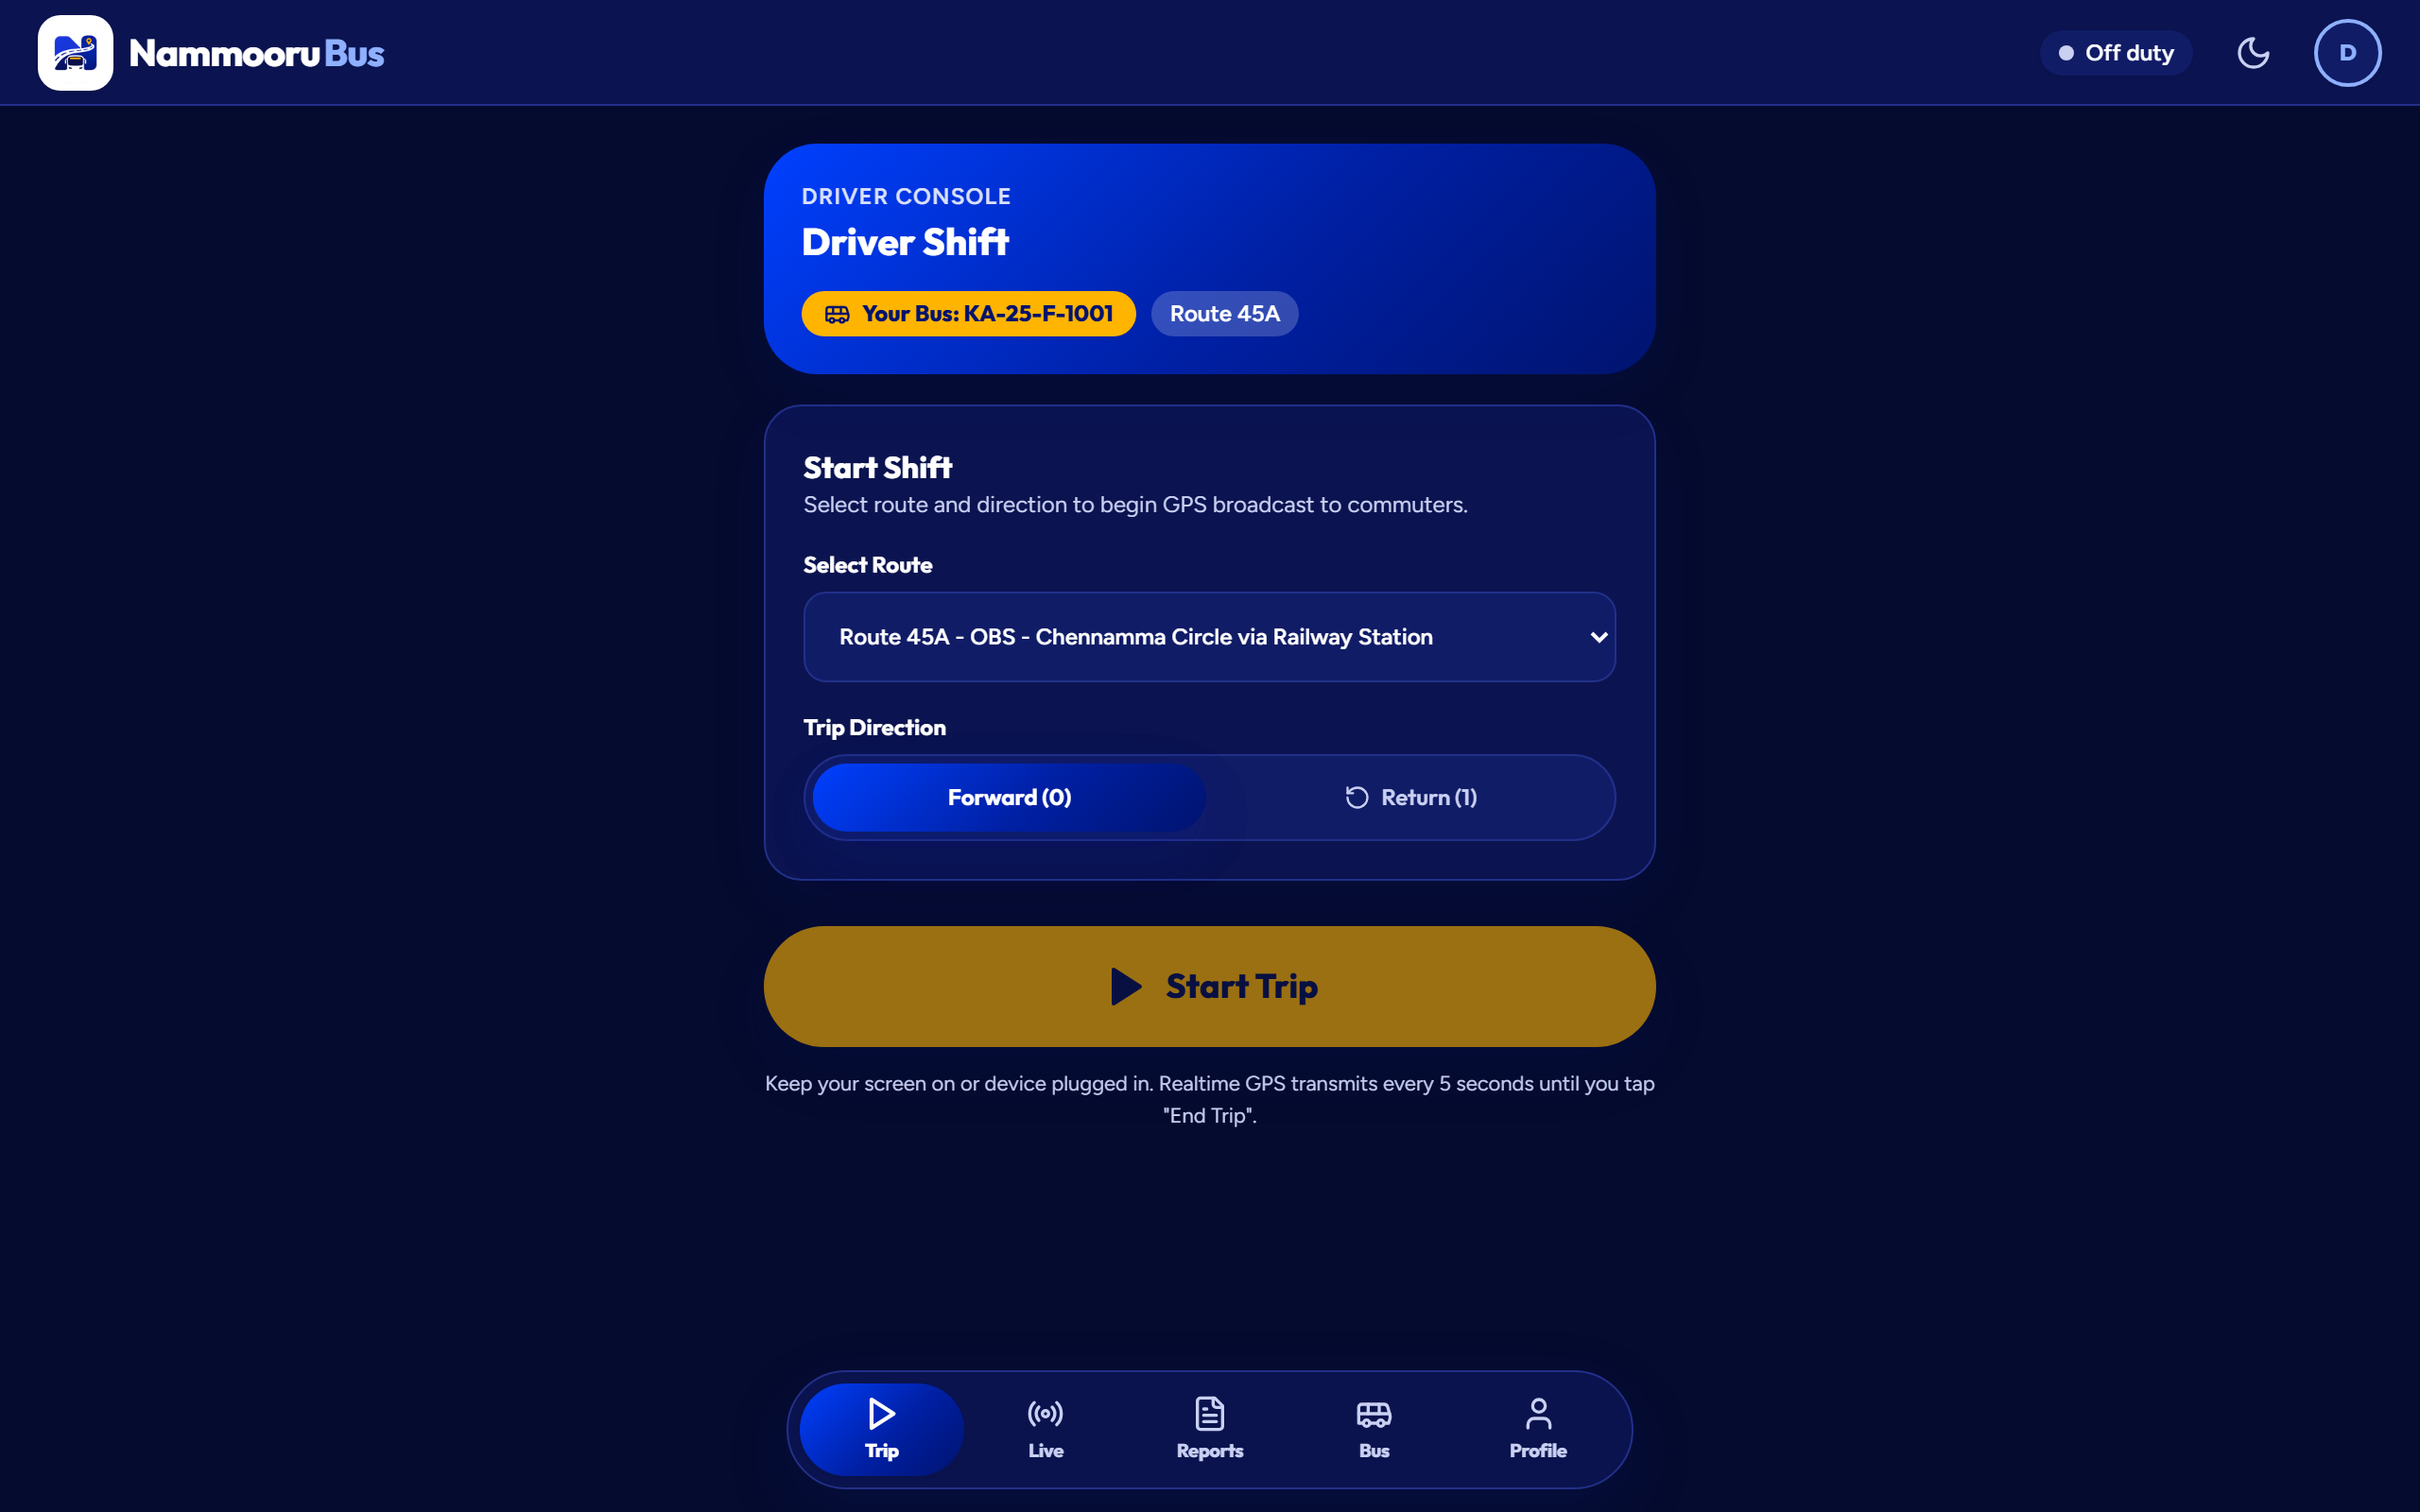 Nammooru Bus
Off duty
D
DRIVER CONSOLE
Driver Shift
Your Bus: KA-25-F-1001
Route 45A
Start Shift
Select route and direction to begin GPS broadcast to commuters.
Select Route
Route 45A - OBS - Chennamma Circle via Railway Station
Trip Direction
Forward (0)
Return (1)
Start Trip
Keep your screen on or device plugged in. Realtime GPS transmits every 5 seconds until you tap
"End Trip".
Trip
Live
Reports
Bus
Profile